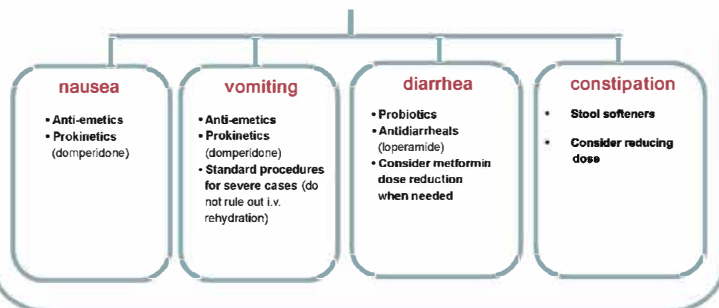 nausea
• Anti-emetics
• Prokinetics
(domperidone)
vomiting
• Anti-emetics
• Prokinetics
(domperidone)
• Standard procedures
for severe cases (do
not rule out i.v.
rehydration)
diarrhea
• Probiotics
• Antidiarrheals
(loperamide)
• Consider metformin
dose reduction
when needed
constipation
• Stool softeners
• Consider reducing
dose